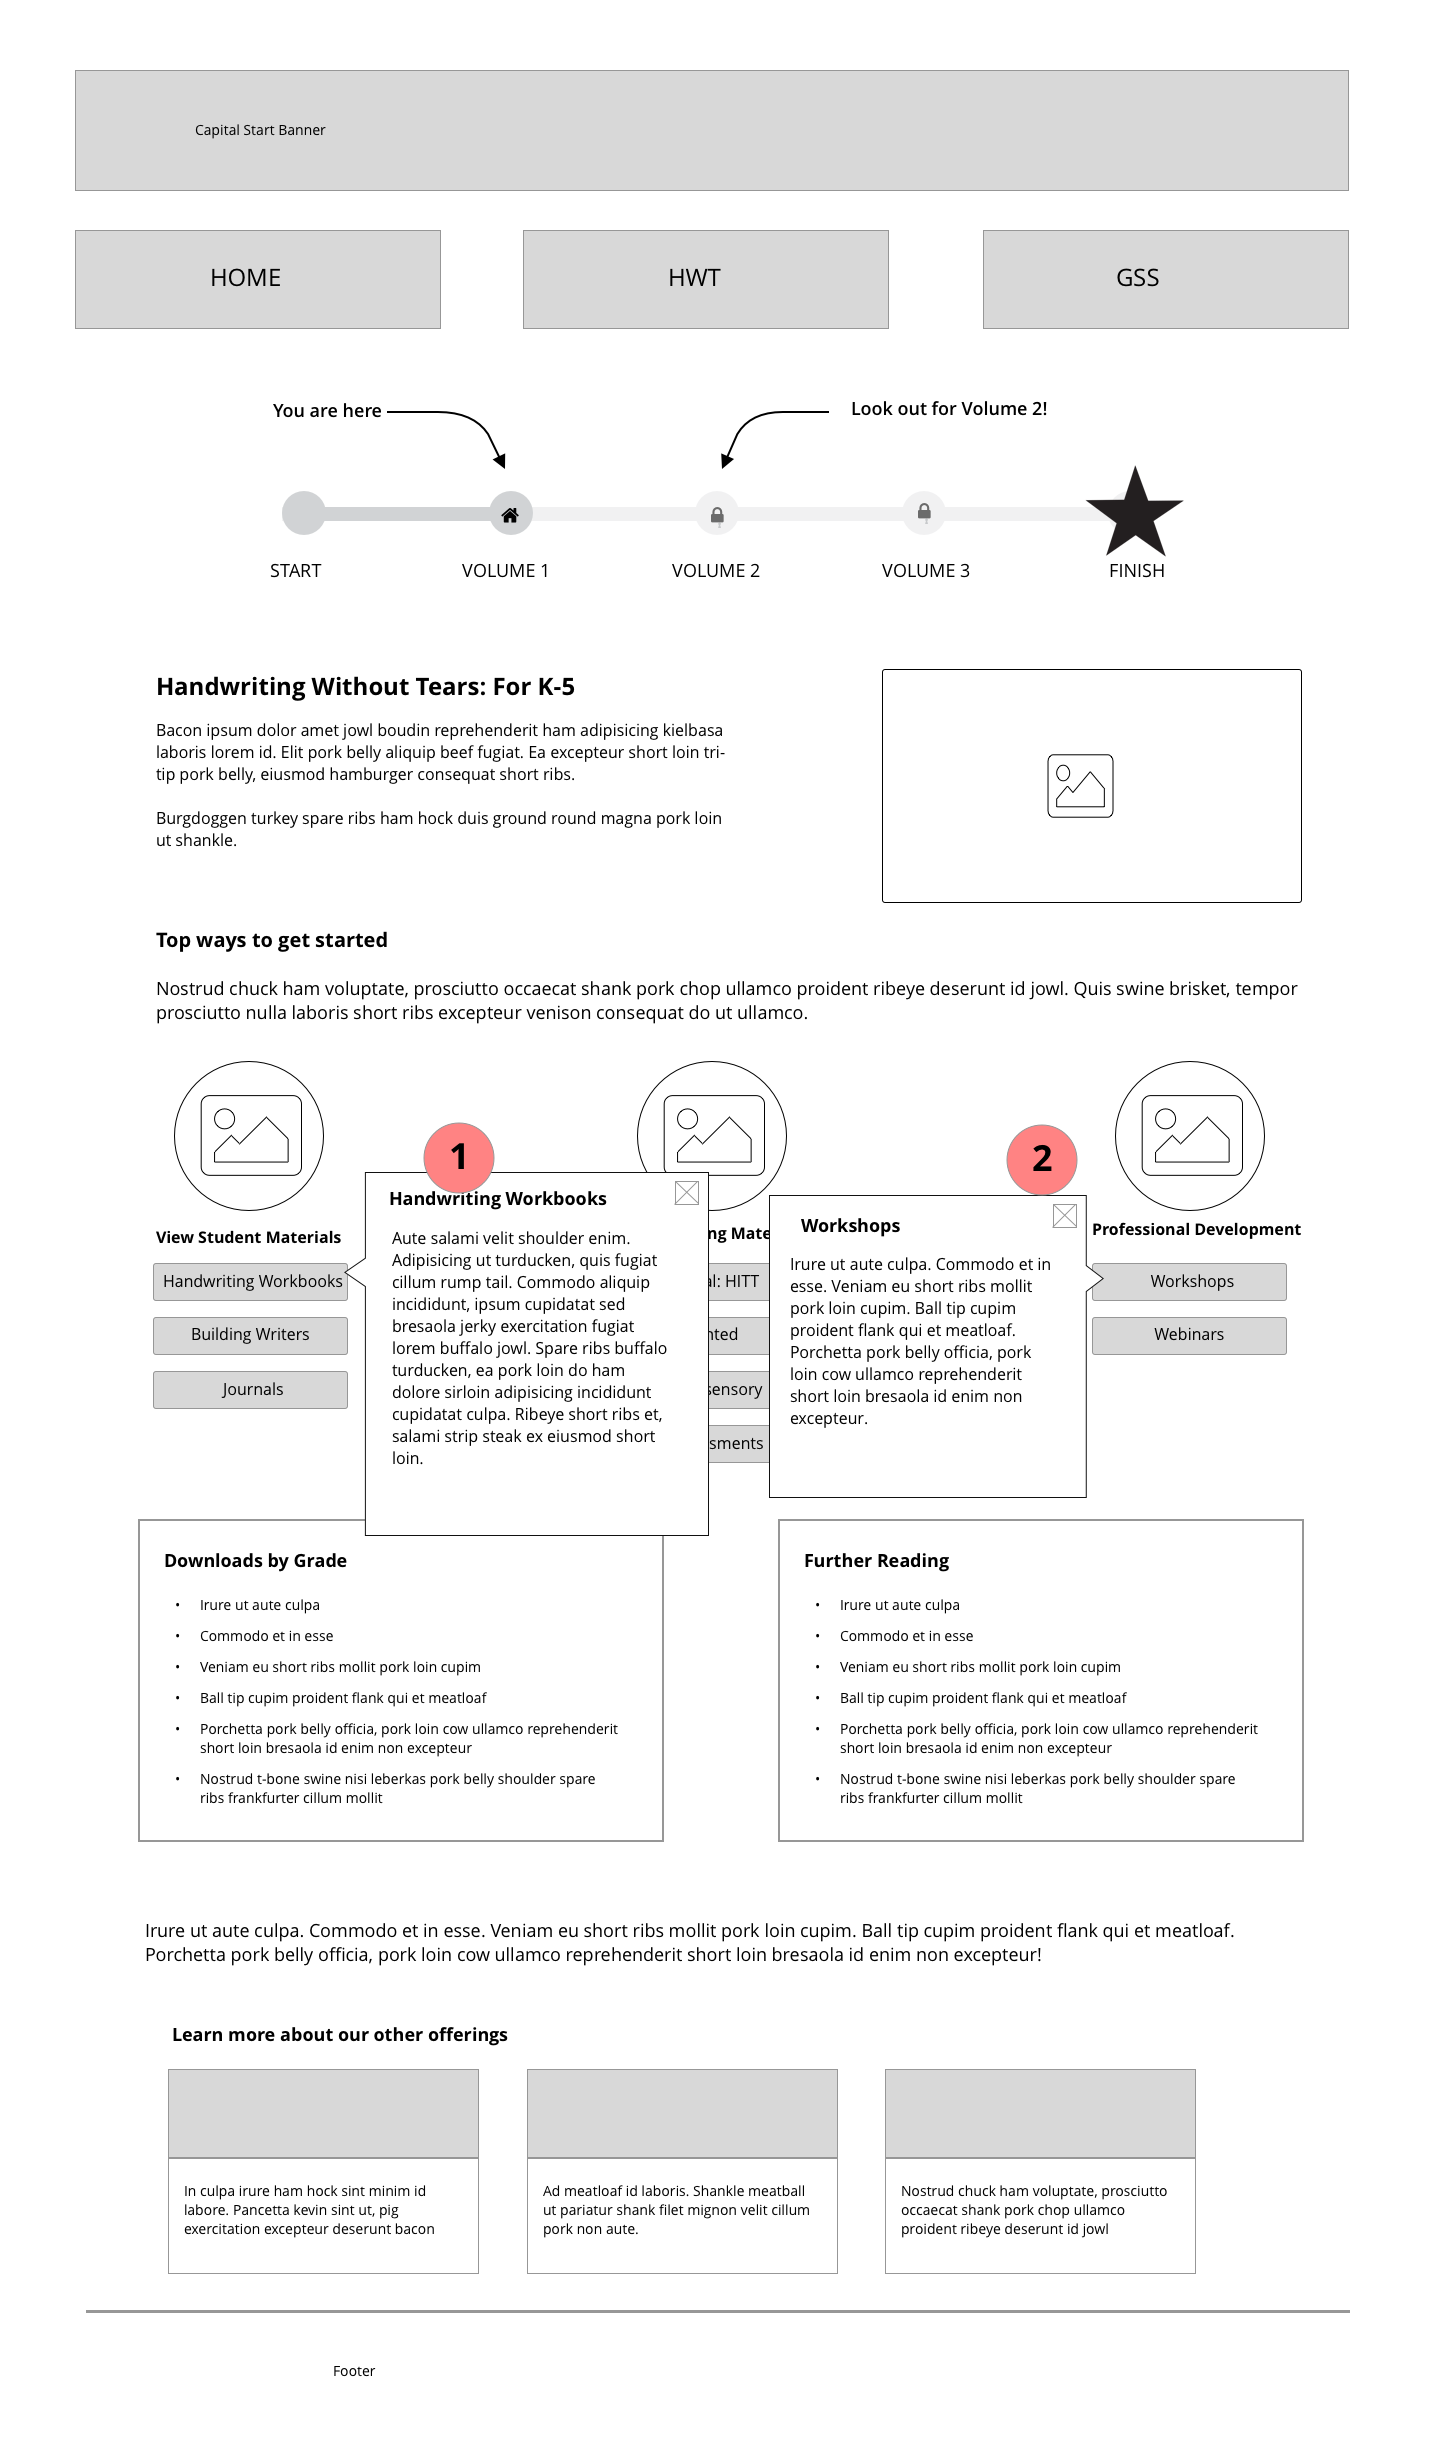 Capital Start Banner
HOME
HWT
GSS
You are here
Look out for Volume 2!
START
VOLUME 1
VOLUME 2
VOLUME 3
FINISH
Handwriting Without Tears: For K-5
Bacon ipsum dolor amet jowl boudin reprehenderit ham adipisicing kielbasa
laboris lorem id. Elit pork belly aliquip beef fugiat. Ea excepteur short loin tri-
tip pork belly, eiusmod hamburger consequat short ribs.
Burgdoggen turkey spare ribs ham hock duis ground round magna pork loin
ut shankle.
Top ways to get started
Nostrud chuck ham voluptate, prosciutto occaecat shank pork chop ullamco proident ribeye deserunt id jowl. Quis swine brisket, tempor
prosciutto nulla laboris short ribs excepteur venison consequat do ut ullamco.
View Student Materials
Handwriting Workbooks
Building Writers
Journals
1
Handwriting Workbooks
Aute salami velit shoulder enim.
Adipisicing ut turducken, quis fugiat
cillum rump tail. Commodo aliquip
incididunt, ipsum cupidatat sed
bresaola jerky exercitation fugiat
lorem buffalo jowl. Spare ribs buffalo
turducken, ea pork loin do ham
dolore sirloin adipisicing incididunt
cupidatat culpa. Ribeye short ribs et,
salami strip steak ex eiusmod short
loin.
HITT
2
Workshops
Irure ut aute culpa. Commodo et in
esse. Veniam eu short ribs mollit
pork loin cupim. Ball tip cupim
proident flank qui et meatloaf.
Porchetta pork belly officia, pork
loin cow ullamco reprehenderit
short loin bresaola id enim non
excepteur.
Professional Development
Workshops
Webinars
Downloads by Grade
• Irure ut aute culpa
• Commodo et in esse
• Veniam eu short ribs mollit pork loin cupim
• Ball tip cupim proident flank qui et meatloaf
• Porchetta pork belly officia, pork loin cow ullamco reprehenderit
short loin bresaola id enim non excepteur
• Nostrud t-bone swine nisi leberkas pork belly shoulder spare
ribs frankfurter cillum mollit
Further Reading
• Irure ut aute culpa
• Commodo et in esse
• Veniam eu short ribs mollit pork loin cupim
• Ball tip cupim proident flank qui et meatloaf
• Porchetta pork belly officia, pork loin cow ullamco reprehenderit
short loin bresaola id enim non excepteur
• Nostrud t-bone swine nisi leberkas pork belly shoulder spare
ribs frankfurter cillum mollit
Irure ut aute culpa. Commodo et in esse. Veniam eu short ribs mollit pork loin cupim. Ball tip cupim proident flank qui et meatloaf.
Porchetta pork belly officia, pork loin cow ullamco reprehenderit short loin bresaola id enim non excepteur!
Learn more about our other offerings
In culpa irure ham hock sint minim id
labore. Pancetta kevin sint ut, pig
exercitation excepteur deserunt bacon
Ad meatloaf id laboris. Shankle meatball
ut pariatur shank filet mignon velit cillum
pork non aute.
Nostrud chuck ham voluptate, prosciutto
occaecat shank pork chop ullamco
proident ribeye deserunt id jowl
Footer